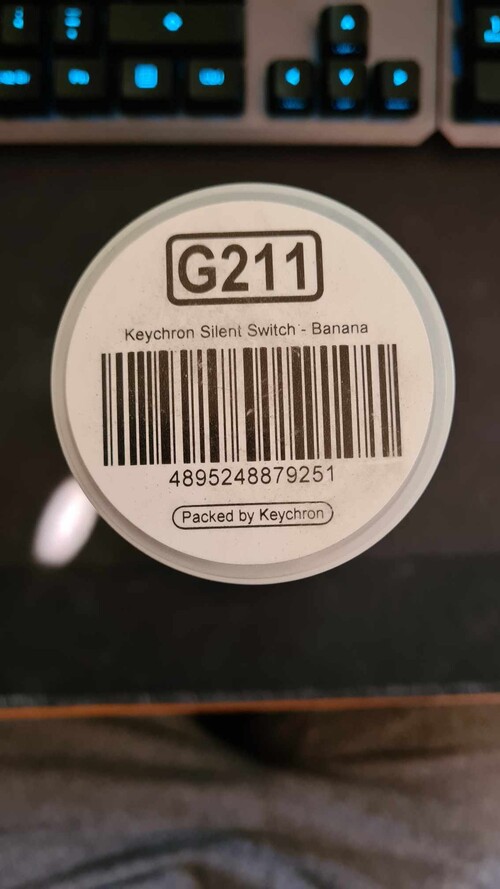 G211
Keychron Silent Switch - Banana
4895248879251
Packed by Keychron